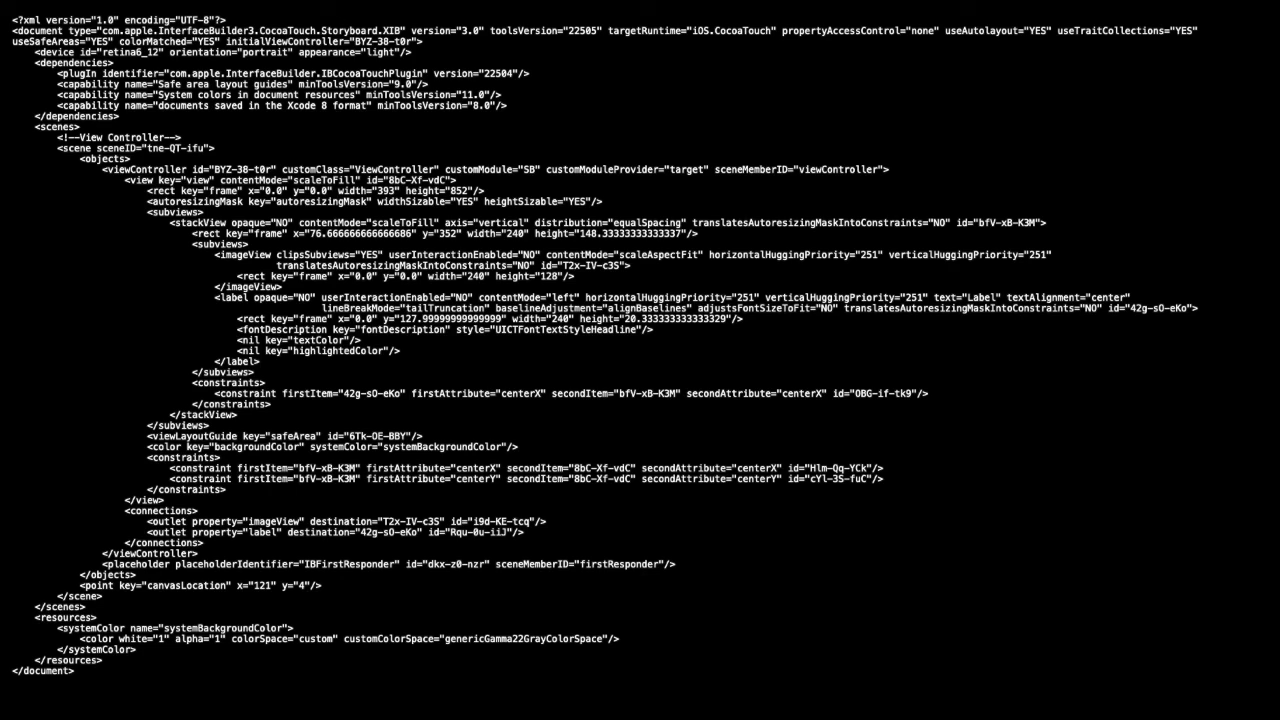 <?xml version="1.0" encoding="UTF-8"?>
<document type="com.apple.InterfaceBuilder3.CocoaTouch.Storyboard.XIB" version="3.0" toolsVersion="22505" targetRuntime="iOS.CocoaTouch" propertyAccessControl="none" useAutolayout="YES" useTraitCollections="YES"
useSafeAreas="YES" colorMatched="YES" initialViewController="BYZ-38-t0r">
    <device id="retina6_12" orientation="portrait" appearance="light"/>
    <dependencies>
        <plugIn identifier="com.apple.InterfaceBuilder.IBCocoaTouchPlugin" version="22504"/>
        <capability name="Safe area layout guides" minToolsVersion="9.0"/>
        <capability name="System colors in document resources" minToolsVersion="11.0"/>
        <capability name="documents saved in the Xcode 8 format" minToolsVersion="8.0"/>
    </dependencies>
    <scenes>
        <!--View Controller-->
        <scene sceneID="tne-QT-ifu">
            <objects>
                <viewController id="BYZ-38-t0r" customClass="ViewController" customModule="SB" customModuleProvider="target" sceneMemberID="viewController">
                    <view key="view" contentMode="scaleToFill" id="8bC-Xf-vdC">
                        <rect key="frame" x="0.0" y="0.0" width="393" height="852"/>
                        <autoresizingMask key="autoresizingMask" widthSizable="YES" heightSizable="YES"/>
                        <subviews>
                            <stackView opaque="NO" contentMode="scaleToFill" axis="vertical" distribution="equalSpacing" translatesAutoresizingMaskIntoConstraints="NO" id="bfV-xB-K3M">
                                <rect key="frame" x="76.666666666666686" y="352" width="240" height="148.33333333333337"/>
                                <subviews>
                                    <imageView clipsSubviews="YES" userInteractionEnabled="NO" contentMode="scaleAspectFit" horizontalHuggingPriority="251" verticalHuggingPriority="251"
                                               translatesAutoresizingMaskIntoConstraints="NO" id="T2x-IV-c3S">
                                        <rect key="frame" x="0.0" y="0.0" width="240" height="128"/>
                                    </imageView>
                                    <label opaque="NO" userInteractionEnabled="NO" contentMode="left" horizontalHuggingPriority="251" verticalHuggingPriority="251" text="Label" textAlignment="center"
                                                       lineBreakMode="tailTruncation" baselineAdjustment="alignBaselines" adjustsFontSizeToFit="NO" translatesAutoresizingMaskIntoConstraints="NO" id="42g-sO-eKo">
                                        <rect key="frame" x="0.0" y="127.99999999999999" width="240" height="20.333333333333329"/>
                                        <fontDescription key="fontDescription" style="UICTFontTextStyleHeadline"/>
                                        <nil key="textColor"/>
                                        <nil key="highlightedColor"/>
                                    </label>
                                </subviews>
                                <constraints>
                                    <constraint firstItem="42g-sO-eKo" firstAttribute="centerX" secondItem="bfV-xB-K3M" secondAttribute="centerX" id="OBG-if-tk9"/>
                                </constraints>
                            </stackView>
                        </subviews>
                        <viewLayoutGuide key="safeArea" id="6Tk-OE-BBY"/>
                        <color key="backgroundColor" systemColor="systemBackgroundColor"/>
                        <constraints>
                            <constraint firstItem="bfV-xB-K3M" firstAttribute="centerX" secondItem="8bC-Xf-vdC" secondAttribute="centerX" id="Hlm-Qq-YCk"/>
                            <constraint firstItem="bfV-xB-K3M" firstAttribute="centerY" secondItem="8bC-Xf-vdC" secondAttribute="centerY" id="cYl-3S-fuC"/>
                        </constraints>
                    </view>
                    <connections>
                        <outlet property="imageView" destination="T2x-IV-c3S" id="i9d-KE-tcq"/>
                        <outlet property="label" destination="42g-sO-eKo" id="Rqu-0u-iiJ"/>
                    </connections>
                </viewController>
                <placeholder placeholderIdentifier="IBFirstResponder" id="dkx-z0-nzr" sceneMemberID="firstResponder"/>
            </objects>
            <point key="canvasLocation" x="121" y="4"/>
        </scene>
    </scenes>
    <resources>
        <systemColor name="systemBackgroundColor">
            <color white="1" alpha="1" colorSpace="custom" customColorSpace="genericGamma22GrayColorSpace"/>
        </systemColor>
    </resources>
</document>